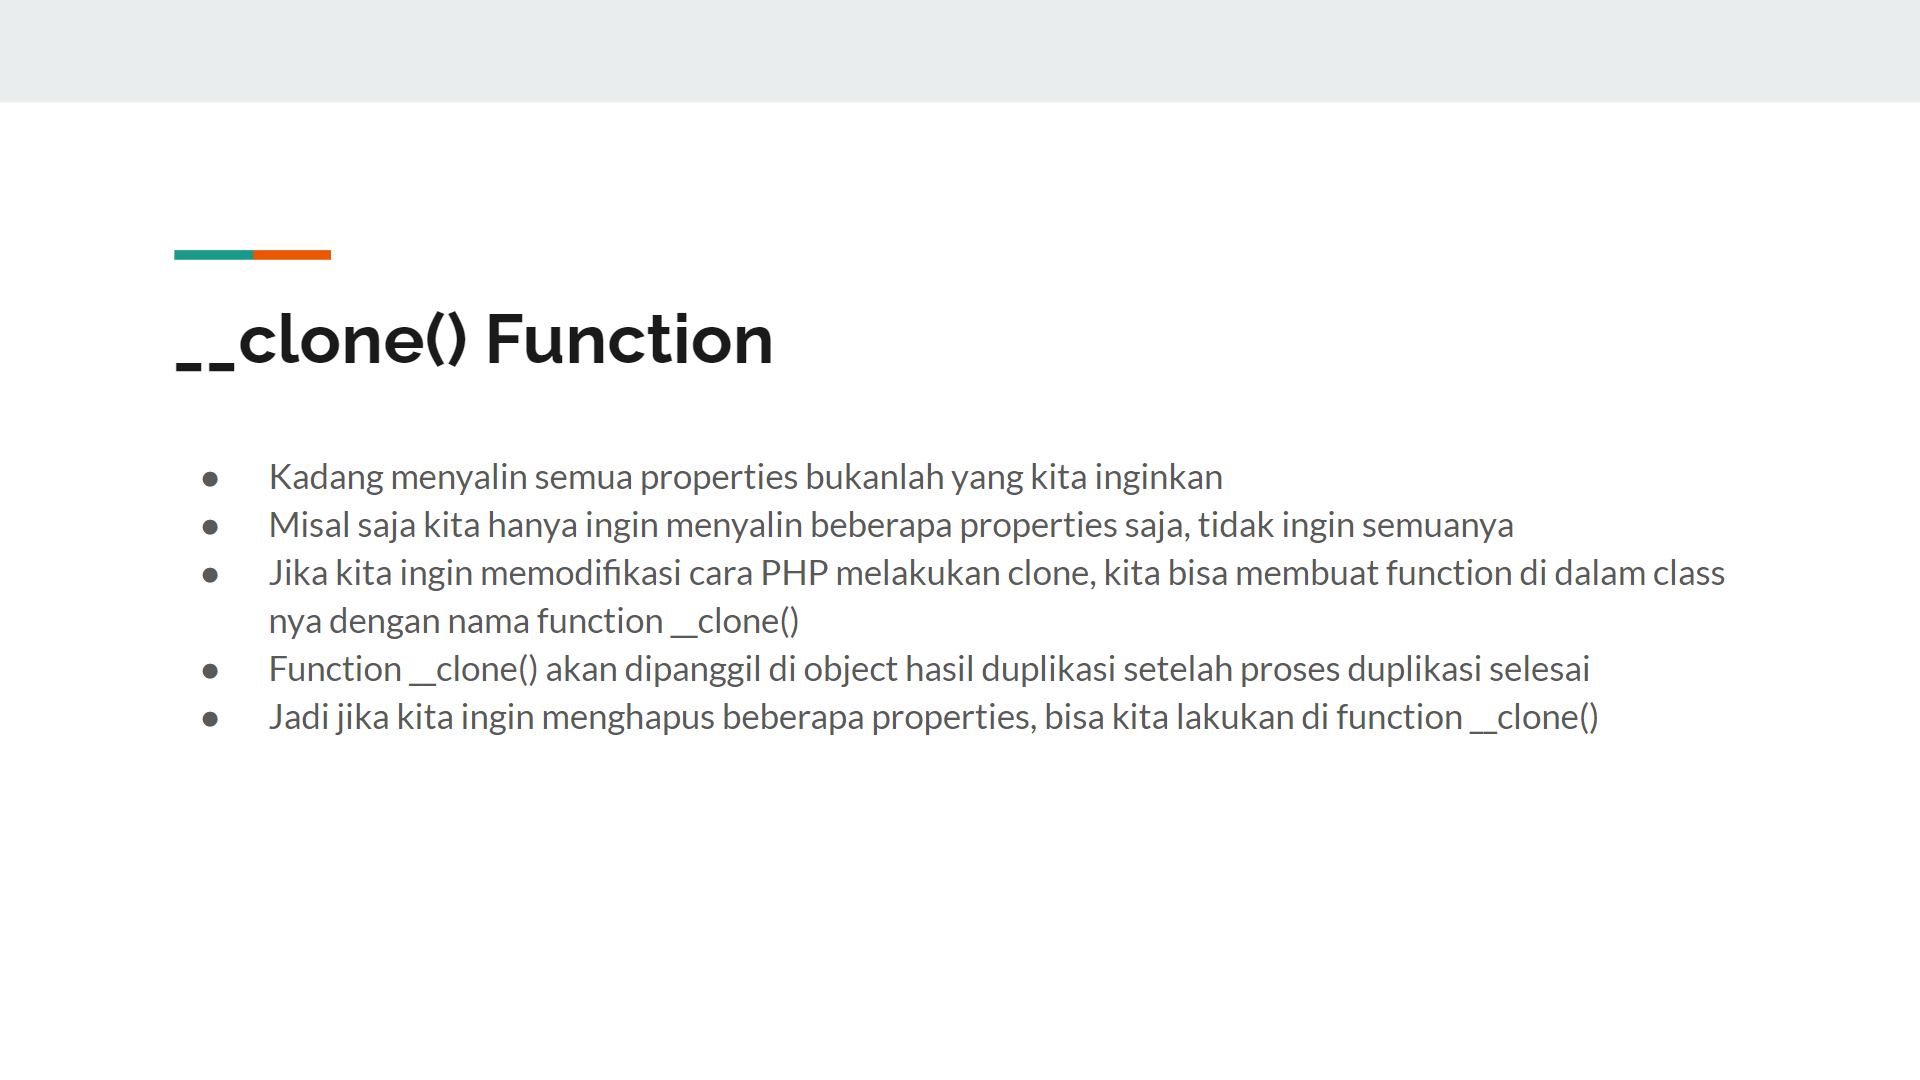 __clone() Function
● Kadang menyalin semua properties bukanlah yang kita inginkan
● Misal saja kita hanya ingin menyalin beberapa properties saja, tidak ingin semuanya
● Jika kita ingin memodifikasi cara PHP melakukan clone, kita bisa membuat function di dalam class
nya dengan nama function __clone()
● Function __clone() akan dipanggil di object hasil duplikasi setelah proses duplikasi selesai
● Jadi jika kita ingin menghapus beberapa properties, bisa kita lakukan di function __clone()